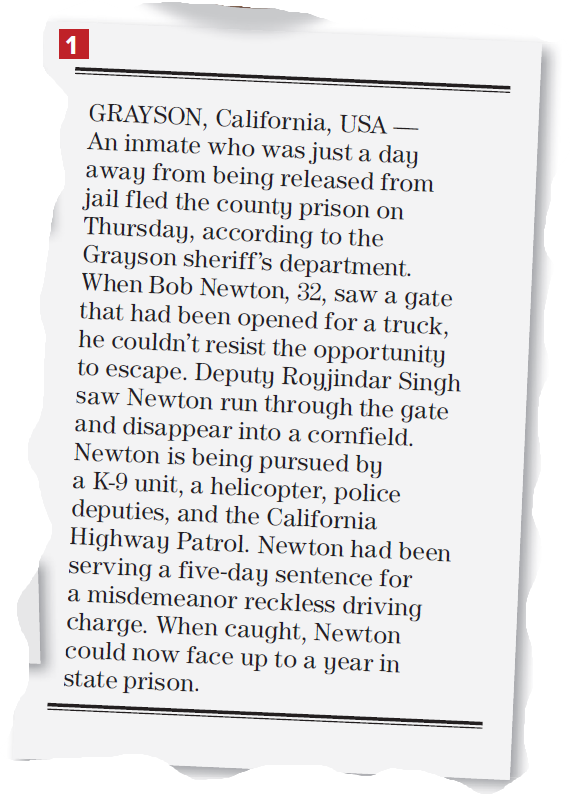 1
GRAYSON, California, USA —
An inmate who was just a day
away from being released from
jail fled the county prison on
Thursday, according to the
Grayson sheriff's department.
When Bob Newton, 32, saw a gate
that had been opened for a truck,
he couldn't resist the opportunity
to escape. Deputy Royjindar Singh
saw Newton run through the gate
and disappear into a cornfield.
Newton is being pursued by
a K-9 unit, a helicopter, police
deputies, and the California
Highway Patrol. Newton had been
serving a five-day sentence for
a misdemeanor reckless driving
charge. When caught, Newton
could now face up to a year in
state prison.